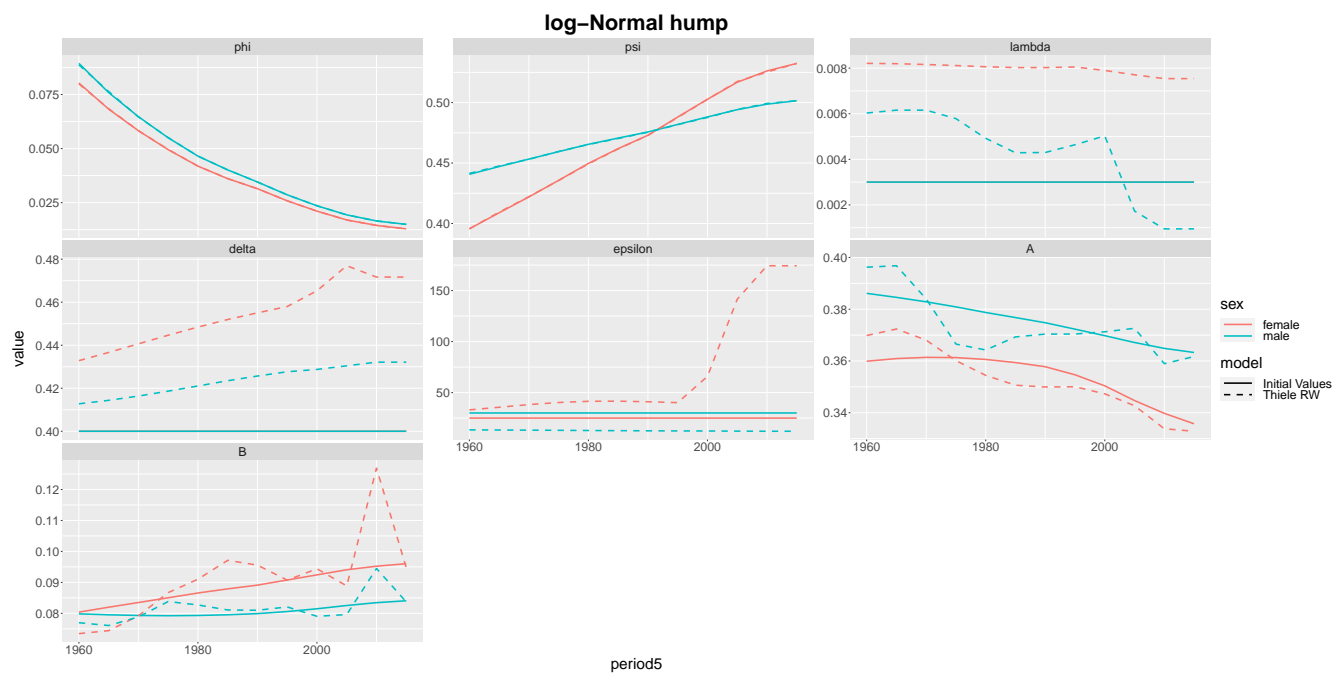 log−Normal hump
phi
psi
lambda
0.075
0.050
0.025
0.50
0.45
0.40
0.008
0.006
0.004
0.002
delta
epsilon
A
0.48
0.46
0.44
0.42
0.40
150
100
50
0.40
0.38
0.36
0.34
1960
1980
2000
1960
1980
2000
B
0.12
0.11
0.10
0.09
0.08
1960
1980
2000
value
period5
sex
female
male
model
Initial Values
Thiele RW